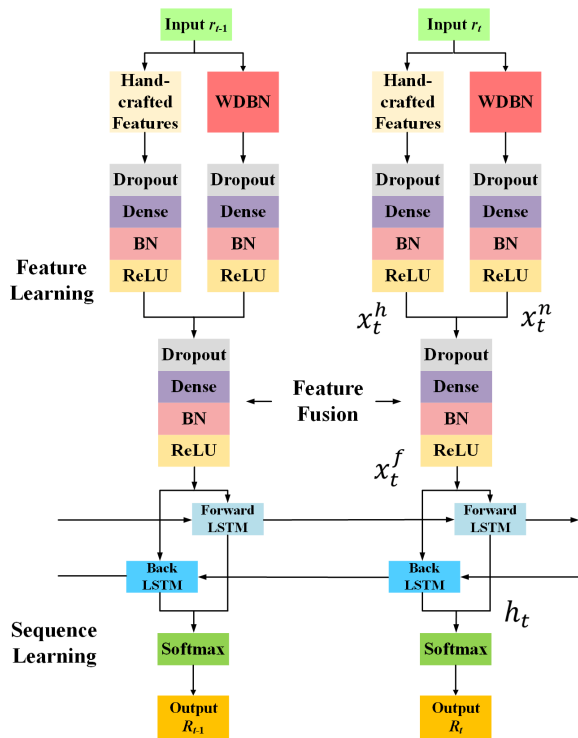 Input r_{t-1}
Input r_t
Hand-
crafted
Features
WDBN
Hand-
crafted
Features
WDBN
Dropout
Dense
BN
ReLU
Dropout
Dense
BN
ReLU
Dropout
Dense
BN
ReLU
Dropout
Dense
BN
ReLU
Feature
Learning
x_t^h
x_t^n
Dropout
Dense
BN
ReLU
Feature
Fusion
Dropout
Dense
BN
ReLU
x_t^f
Forward
LSTM
Forward
LSTM
Back
LSTM
Back
LSTM
h_t
Sequence
Learning
Softmax
Softmax
Output
R_{t-1}
Output
R_t